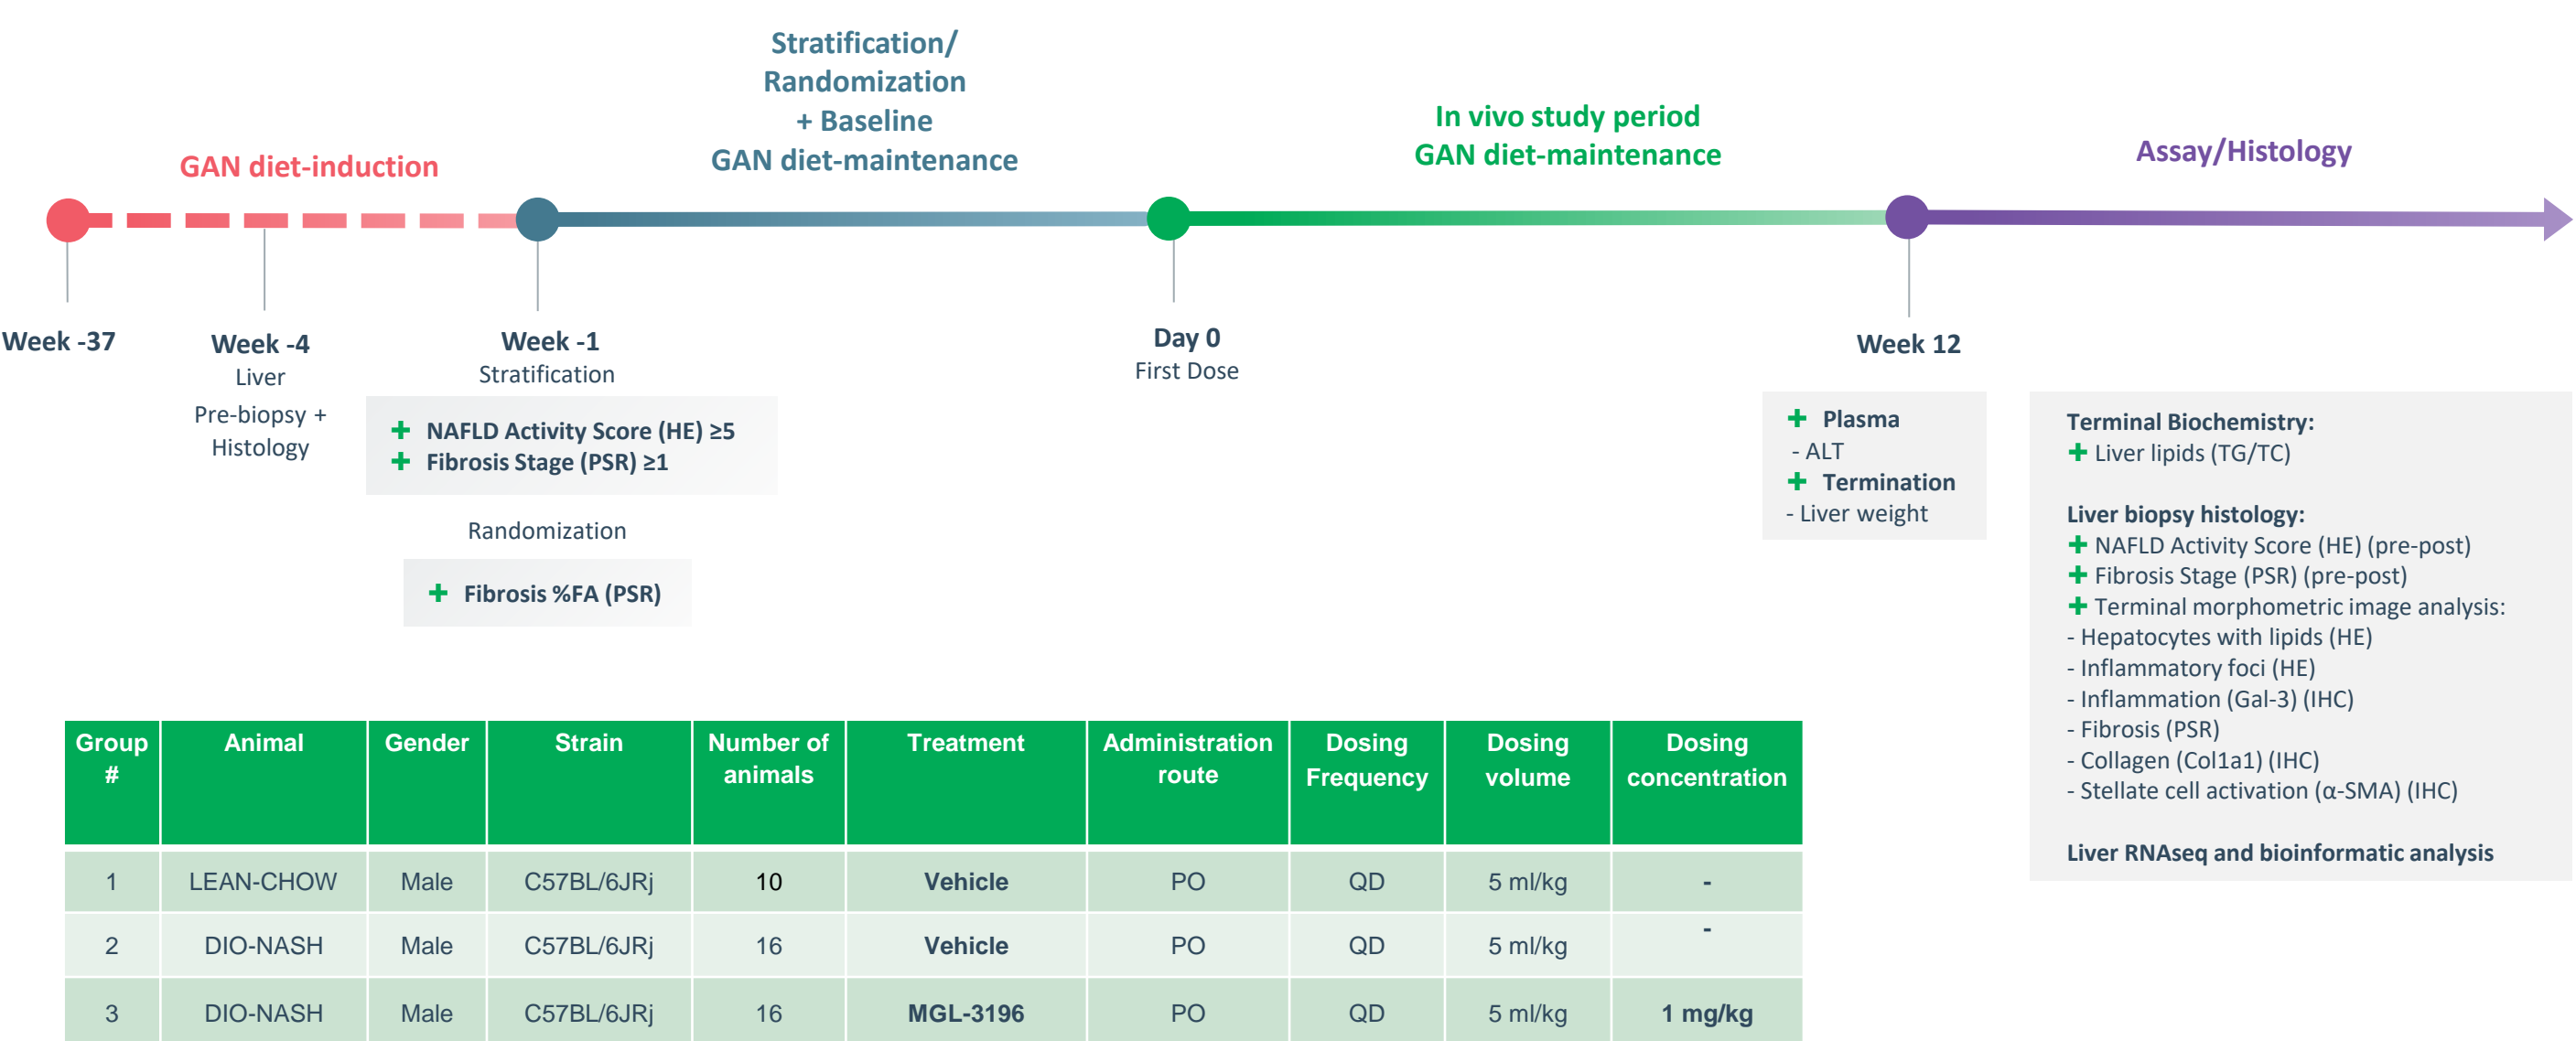 Stratification/
Randomization
+ Baseline
GAN diet-maintenance
GAN diet-induction
In vivo study period
GAN diet-maintenance
Assay/Histology
Week -37
Week -4
Liver
Pre-biopsy +
Histology
Week -1
Stratification
+ NAFLD Activity Score (HE) ≥5
+ Fibrosis Stage (PSR) ≥1
Randomization
+ Fibrosis %FA (PSR)
Day 0
First Dose
Week 12
+ Plasma
- ALT
+ Termination
- Liver weight
Terminal Biochemistry:
+ Liver lipids (TG/TC)
Liver biopsy histology:
+ NAFLD Activity Score (HE) (pre-post)
+ Fibrosis Stage (PSR) (pre-post)
+ Terminal morphometric image analysis:
- Hepatocytes with lipids (HE)
- Inflammatory foci (HE)
- Inflammation (Gal-3) (IHC)
- Fibrosis (PSR)
- Collagen (Col1a1) (IHC)
- Stellate cell activation (α-SMA) (IHC)
Liver RNAseq and bioinformatic analysis
Group # Animal Gender Strain Number of animals Treatment Administration route Dosing Frequency Dosing volume Dosing concentration
1 LEAN-CHOW Male C57BL/6JRj 10 Vehicle PO QD 5 ml/kg -
2 DIO-NASH Male C57BL/6JRj 16 Vehicle PO QD 5 ml/kg -
3 DIO-NASH Male C57BL/6JRj 16 MGL-3196 PO QD 5 ml/kg 1 mg/kg